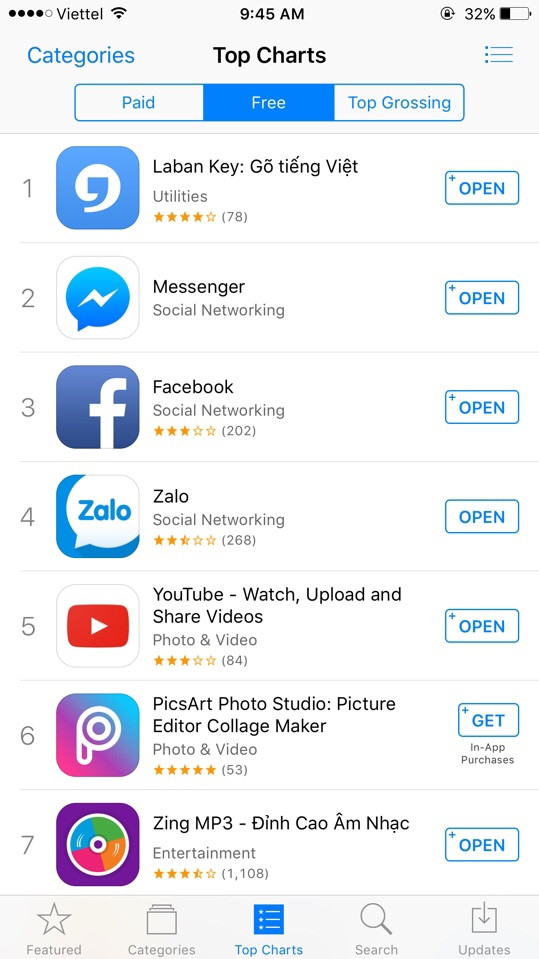 Viettel 9:45 AM 32%
Categories Top Charts
Paid Free Top Grossing
1 Laban Key: Gõ tiếng Việt
Utilities
(78)
+ OPEN
2 Messenger
Social Networking
+ OPEN
3 Facebook
Social Networking
(202)
+ OPEN
4 Zalo
Zalo
Social Networking
(268)
OPEN
5 YouTube - Watch, Upload and
Share Videos
Photo & Video
(84)
+ OPEN
6 PicsArt Photo Studio: Picture
Editor Collage Maker
Photo & Video
(53)
+ GET
In-App
Purchases
7 Zing MP3 - Đỉnh Cao Âm Nhạc
Entertainment
(1,108)
+ OPEN
Featured Categories Top Charts Search Updates